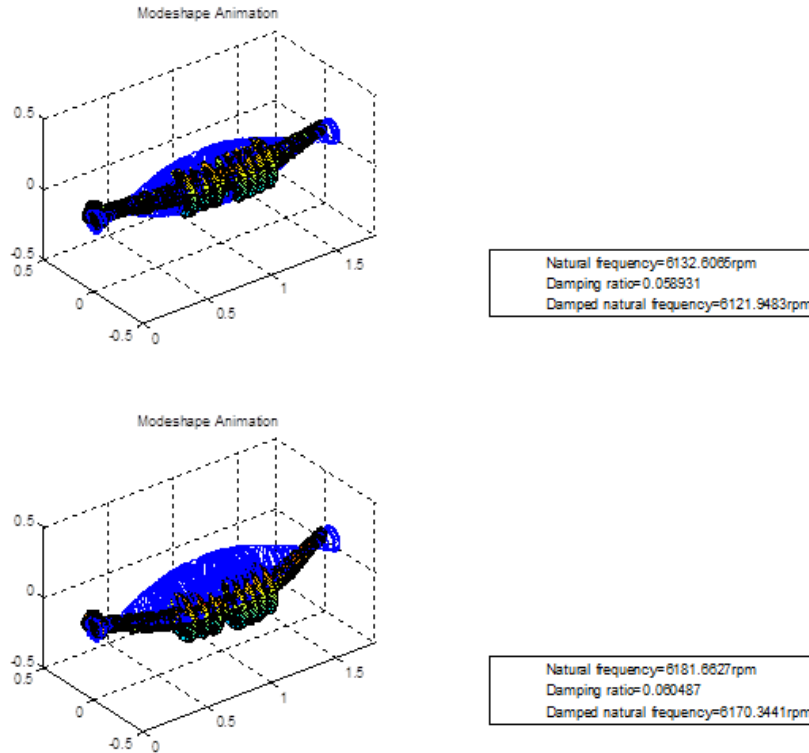 Modeshape Animation
0.5
0
-0.5
0.5
0
-0.5
0
0.5
1
1.5
Natural frequency=6132.6065rpm
Damping ratio=0.058931
Damped natural frequency=6121.9483rpm
Modeshape Animation
0.5
0
-0.5
0.5
0
-0.5
0
0.5
1
1.5
Natural frequency=6181.6627rpm
Damping ratio=0.060487
Damped natural frequency=6170.3441rpm